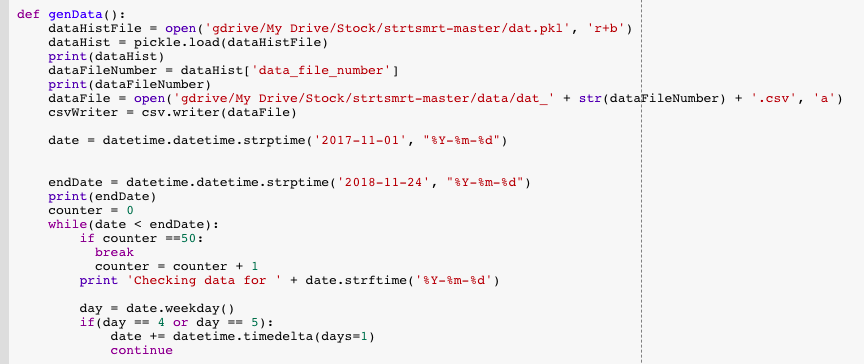 def genData():
    dataHistFile = open('gdrive/My Drive/Stock/strtsmrt-master/dat.pkl', 'r+b')
    dataHist = pickle.load(dataHistFile)
    print(dataHist)
    dataFileNumber = dataHist['data_file_number']
    print(dataFileNumber)
    dataFile = open('gdrive/My Drive/Stock/strtsmrt-master/data/dat_' + str(dataFileNumber) + '.csv', 'a')
    csvWriter = csv.writer(dataFile)
    date = datetime.datetime.strptime('2017-11-01', "%Y-%m-%d")
    endDate = datetime.datetime.strptime('2018-11-24', "%Y-%m-%d")
    print(endDate)
    counter = 0
    while(date < endDate):
        if counter ==50:
          break
          counter = counter + 1
        print 'Checking data for ' + date.strftime('%Y-%m-%d')
        day = date.weekday()
        if(day == 4 or day == 5):
            date += datetime.timedelta(days=1)
            continue